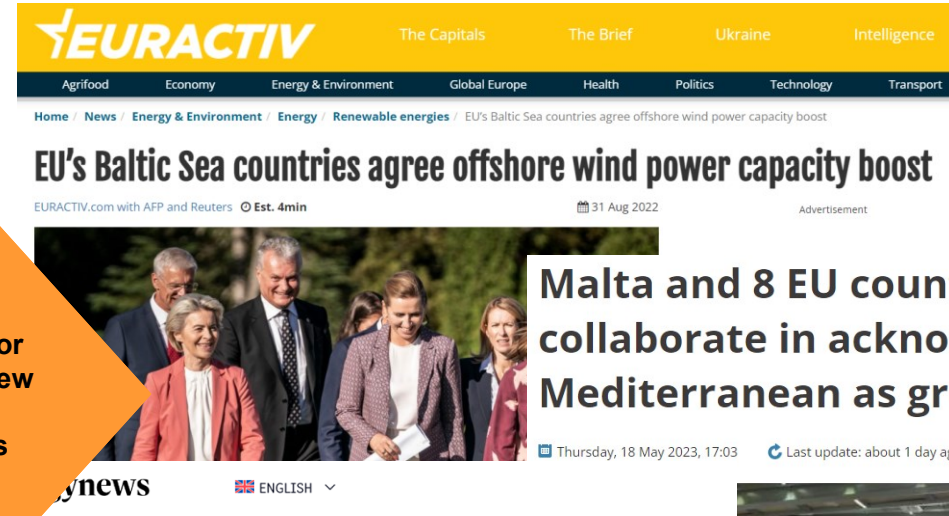 EURACTIV
The Capitals The Brief Ukraine Intelligence
Agrifood Economy Energy & Environment Global Europe Health Politics Technology Transport
Home / News / Energy & Environment / Energy / Renewable energies / EU's Baltic Sea countries agree offshore wind power capacity boost
EU's Baltic Sea countries agree offshore wind power capacity boost
EURACTIV.com with AFP and Reuters Est. 4min 31 Aug 2022
Advertisement
Malta and 8 EU coun
collaborate in ackno
Mediterranean as gr
Thursday, 18 May 2023, 17:03 Last update: about 1 day ag
or
ew
s
ynews
ENGLISH